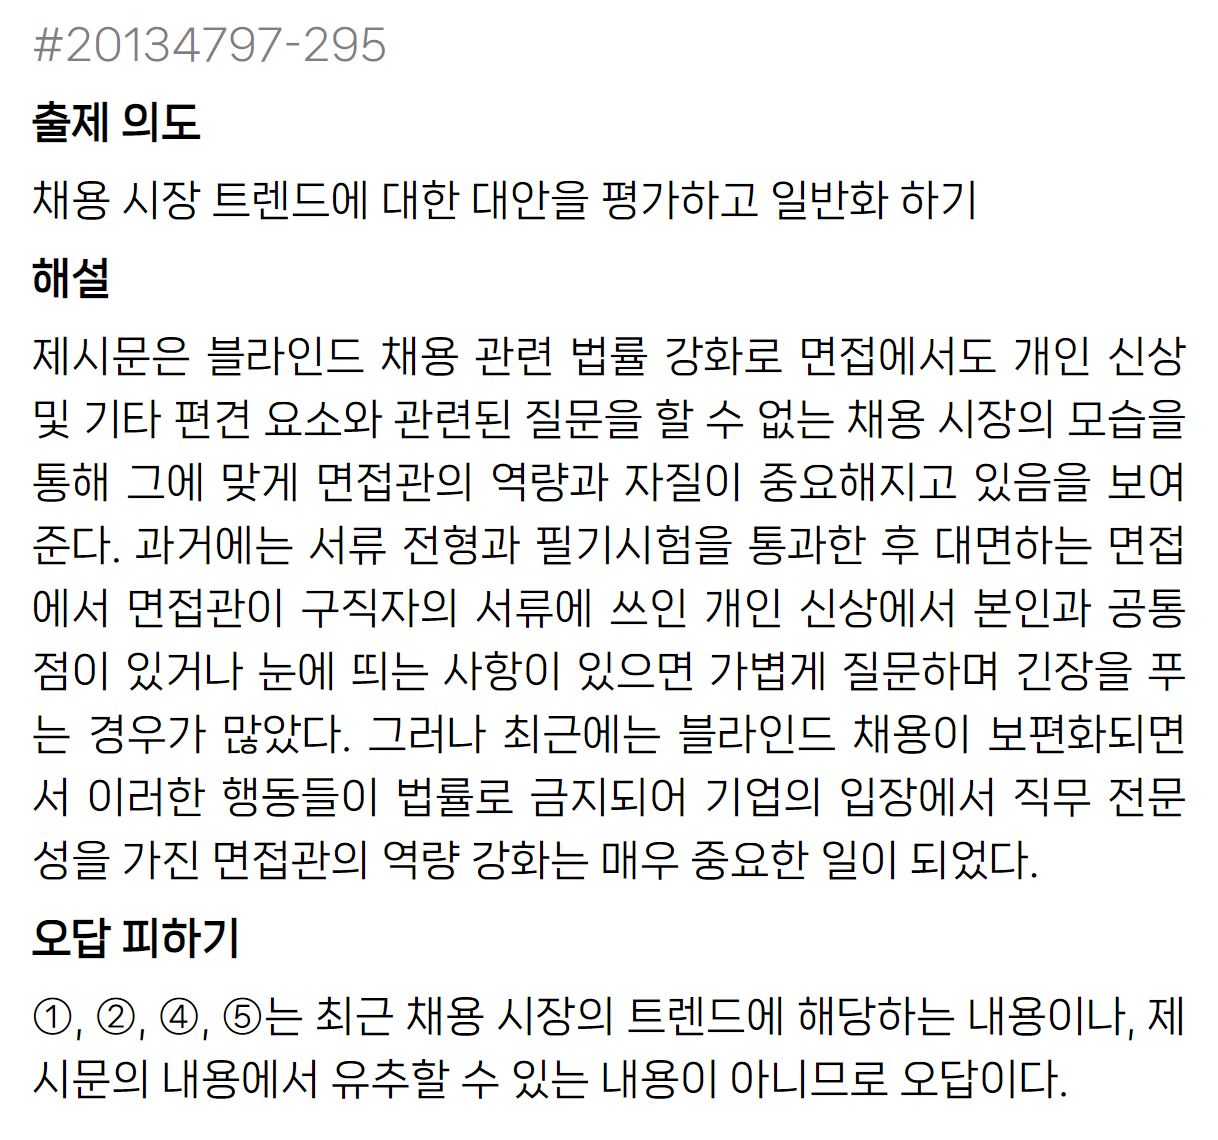 #20134797-295
출제 의도
채용 시장 트렌드에 대한 대안을 평가하고 일반화 하기
해설
제시문은 블라인드 채용 관련 법률 강화로 면접에서도 개인 신상
및 기타 편견 요소와 관련된 질문을 할 수 없는 채용 시장의 모습을
통해 그에 맞게 면접관의 역량과 자질이 중요해지고 있음을 보여
준다. 과거에는 서류 전형과 필기시험을 통과한 후 대면하는 면접
에서 면접관이 구직자의 서류에 쓰인 개인 신상에서 본인과 공통
점이 있거나 눈에 띄는 사항이 있으면 가볍게 질문하며 긴장을 푸
는 경우가 많았다. 그러나 최근에는 블라인드 채용이 보편화되면
서 이러한 행동들이 법률로 금지되어 기업의 입장에서 직무 전문
성을 가진 면접관의 역량 강화는 매우 중요한 일이 되었다.
오답 피하기
①, ②, ④, ⑤는 최근 채용 시장의 트렌드에 해당하는 내용이나, 제
시문의 내용에서 유추할 수 있는 내용이 아니므로 오답이다.